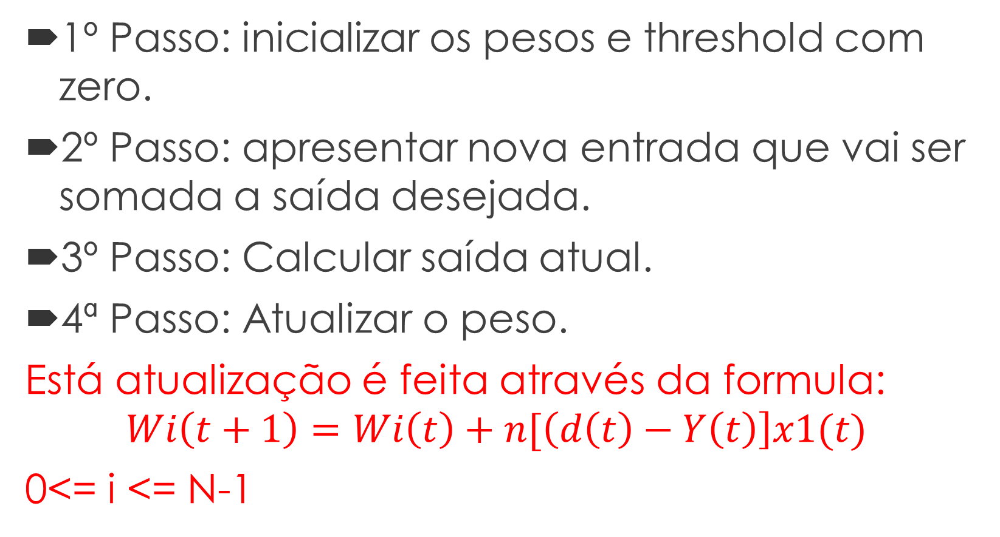 1º Passo: inicializar os pesos e threshold com
zero.
2º Passo: apresentar nova entrada que vai ser
somada a saída desejada.
3º Passo: Calcular saída atual.
4ª Passo: Atualizar o peso.
Está atualização é feita através da formula:
Wi(t + 1) = Wi(t) + n[(d(t) − Y(t)]x1(t)
0<= i <= N-1